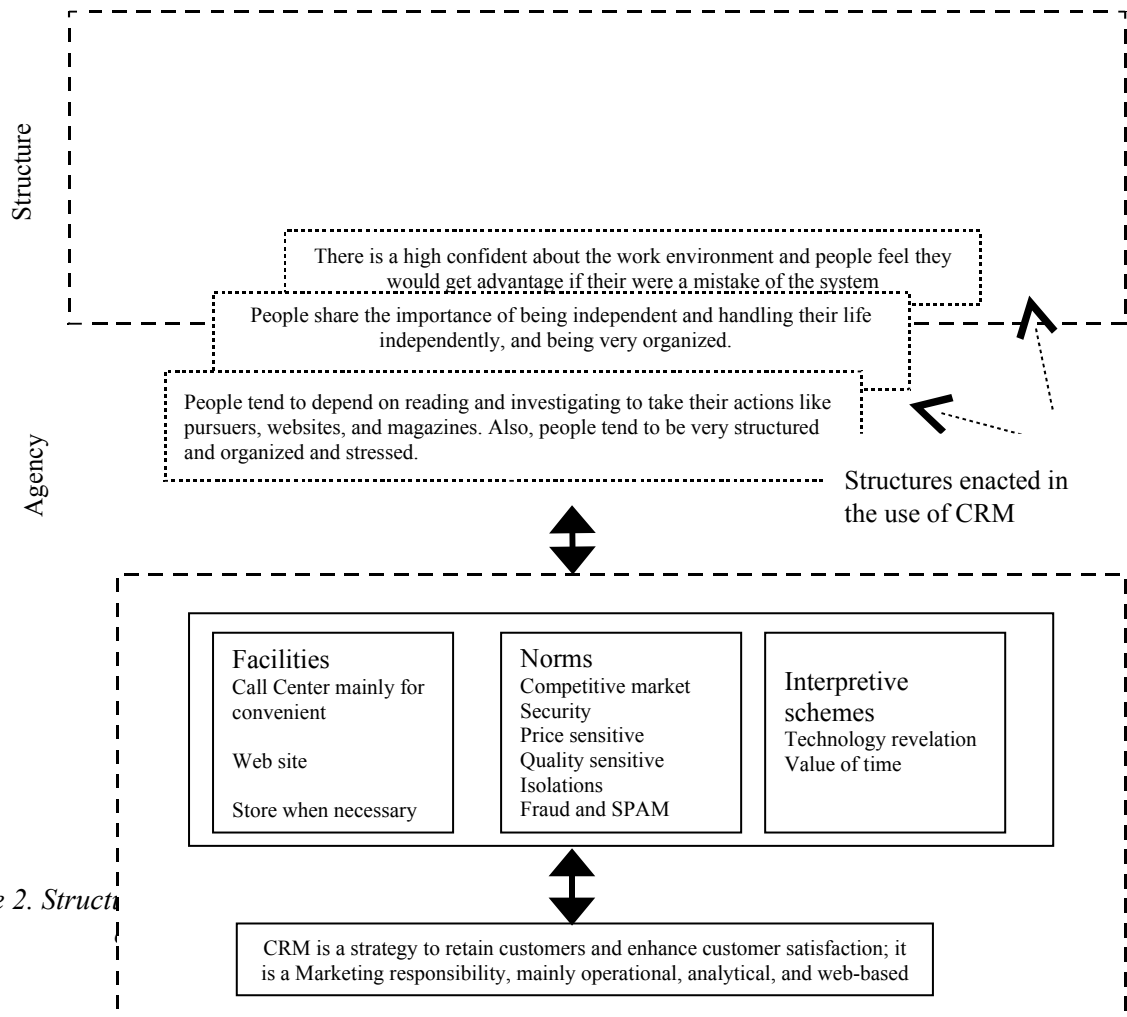 Structure
There is a high confident about the work environment and people feel they
would get advantage if their were a mistake of the system
People share the importance of being independent and handling their life
independently, and being very organized.
People tend to depend on reading and investigating to take their actions like
pursuers, websites, and magazines. Also, people tend to be very structured
and organized and stressed.
Agency
Structures enacted in
the use of CRM
Facilities
Call Center mainly for
convenient
Web site
Store when necessary
Norms
Competitive market
Security
Price sensitive
Quality sensitive
Isolations
Fraud and SPAM
Interpretive
schemes
Technology revelation
Value of time
e 2. Struct
CRM is a strategy to retain customers and enhance customer satisfaction; it
is a Marketing responsibility, mainly operational, analytical, and web-based